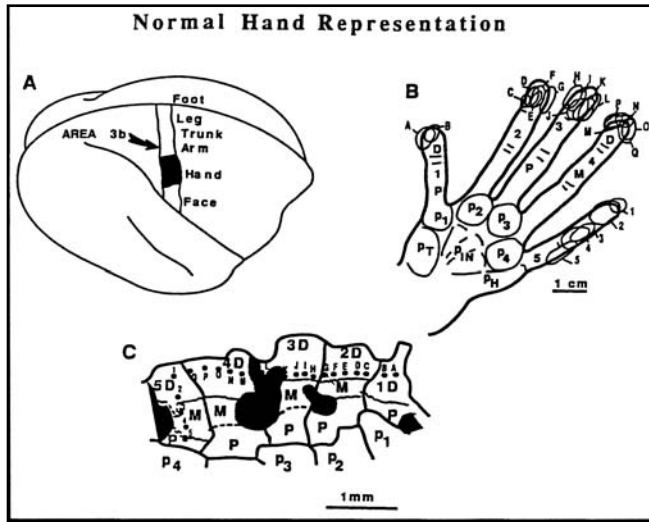 Normal Hand Representation
A
Foot
Leg
AREA 3b
Trunk
Arm
Hand
Face
B
D F H I K
C G L
E J
A B
P N
M D O
Q
D 2 3
1 P 4
P M
P1 P2 P3
PT PIN P4
PH
5
1
2
3
4
5
1 cm
C
3D
4D 2D
5D 1D
P O N M J I H G F E D C B A
1
2
M M M M
P P P P P
P4 P3 P2 P1
1mm